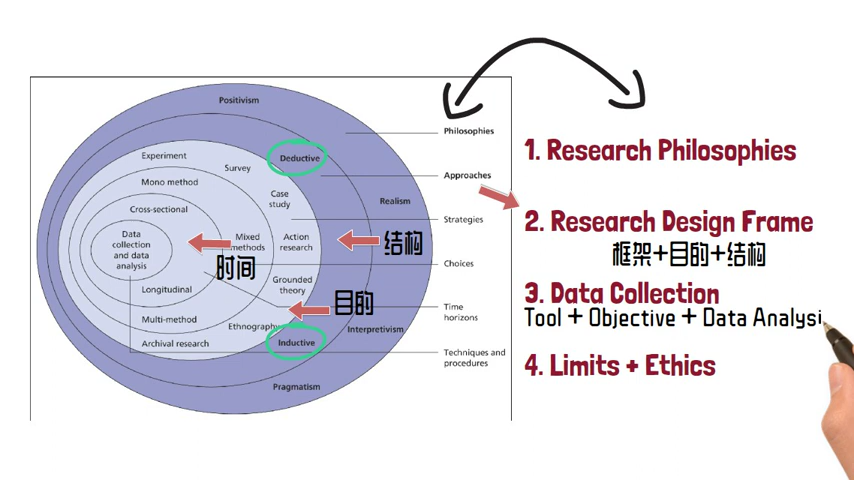 Positivism
Philosophies
Deductive
Approaches
Experiment
Survey
Mono method
Case
study
Realism
Cross-sectional
Strategies
Data
collection
and data
analysis
Mixed
methods
Action
research
Choices
Longitudinal
Grounded
theory
Time
horizons
Multi-method
Ethnography
Interpretivism
Archival research
Inductive
Techniques and
procedures
Pragmatism
结构
时间
目的
1. Research Philosophies
2. Research Design Frame
框架+目的+结构
3. Data Collection
Tool + Objective + Data Analysi
4. Limits + Ethics